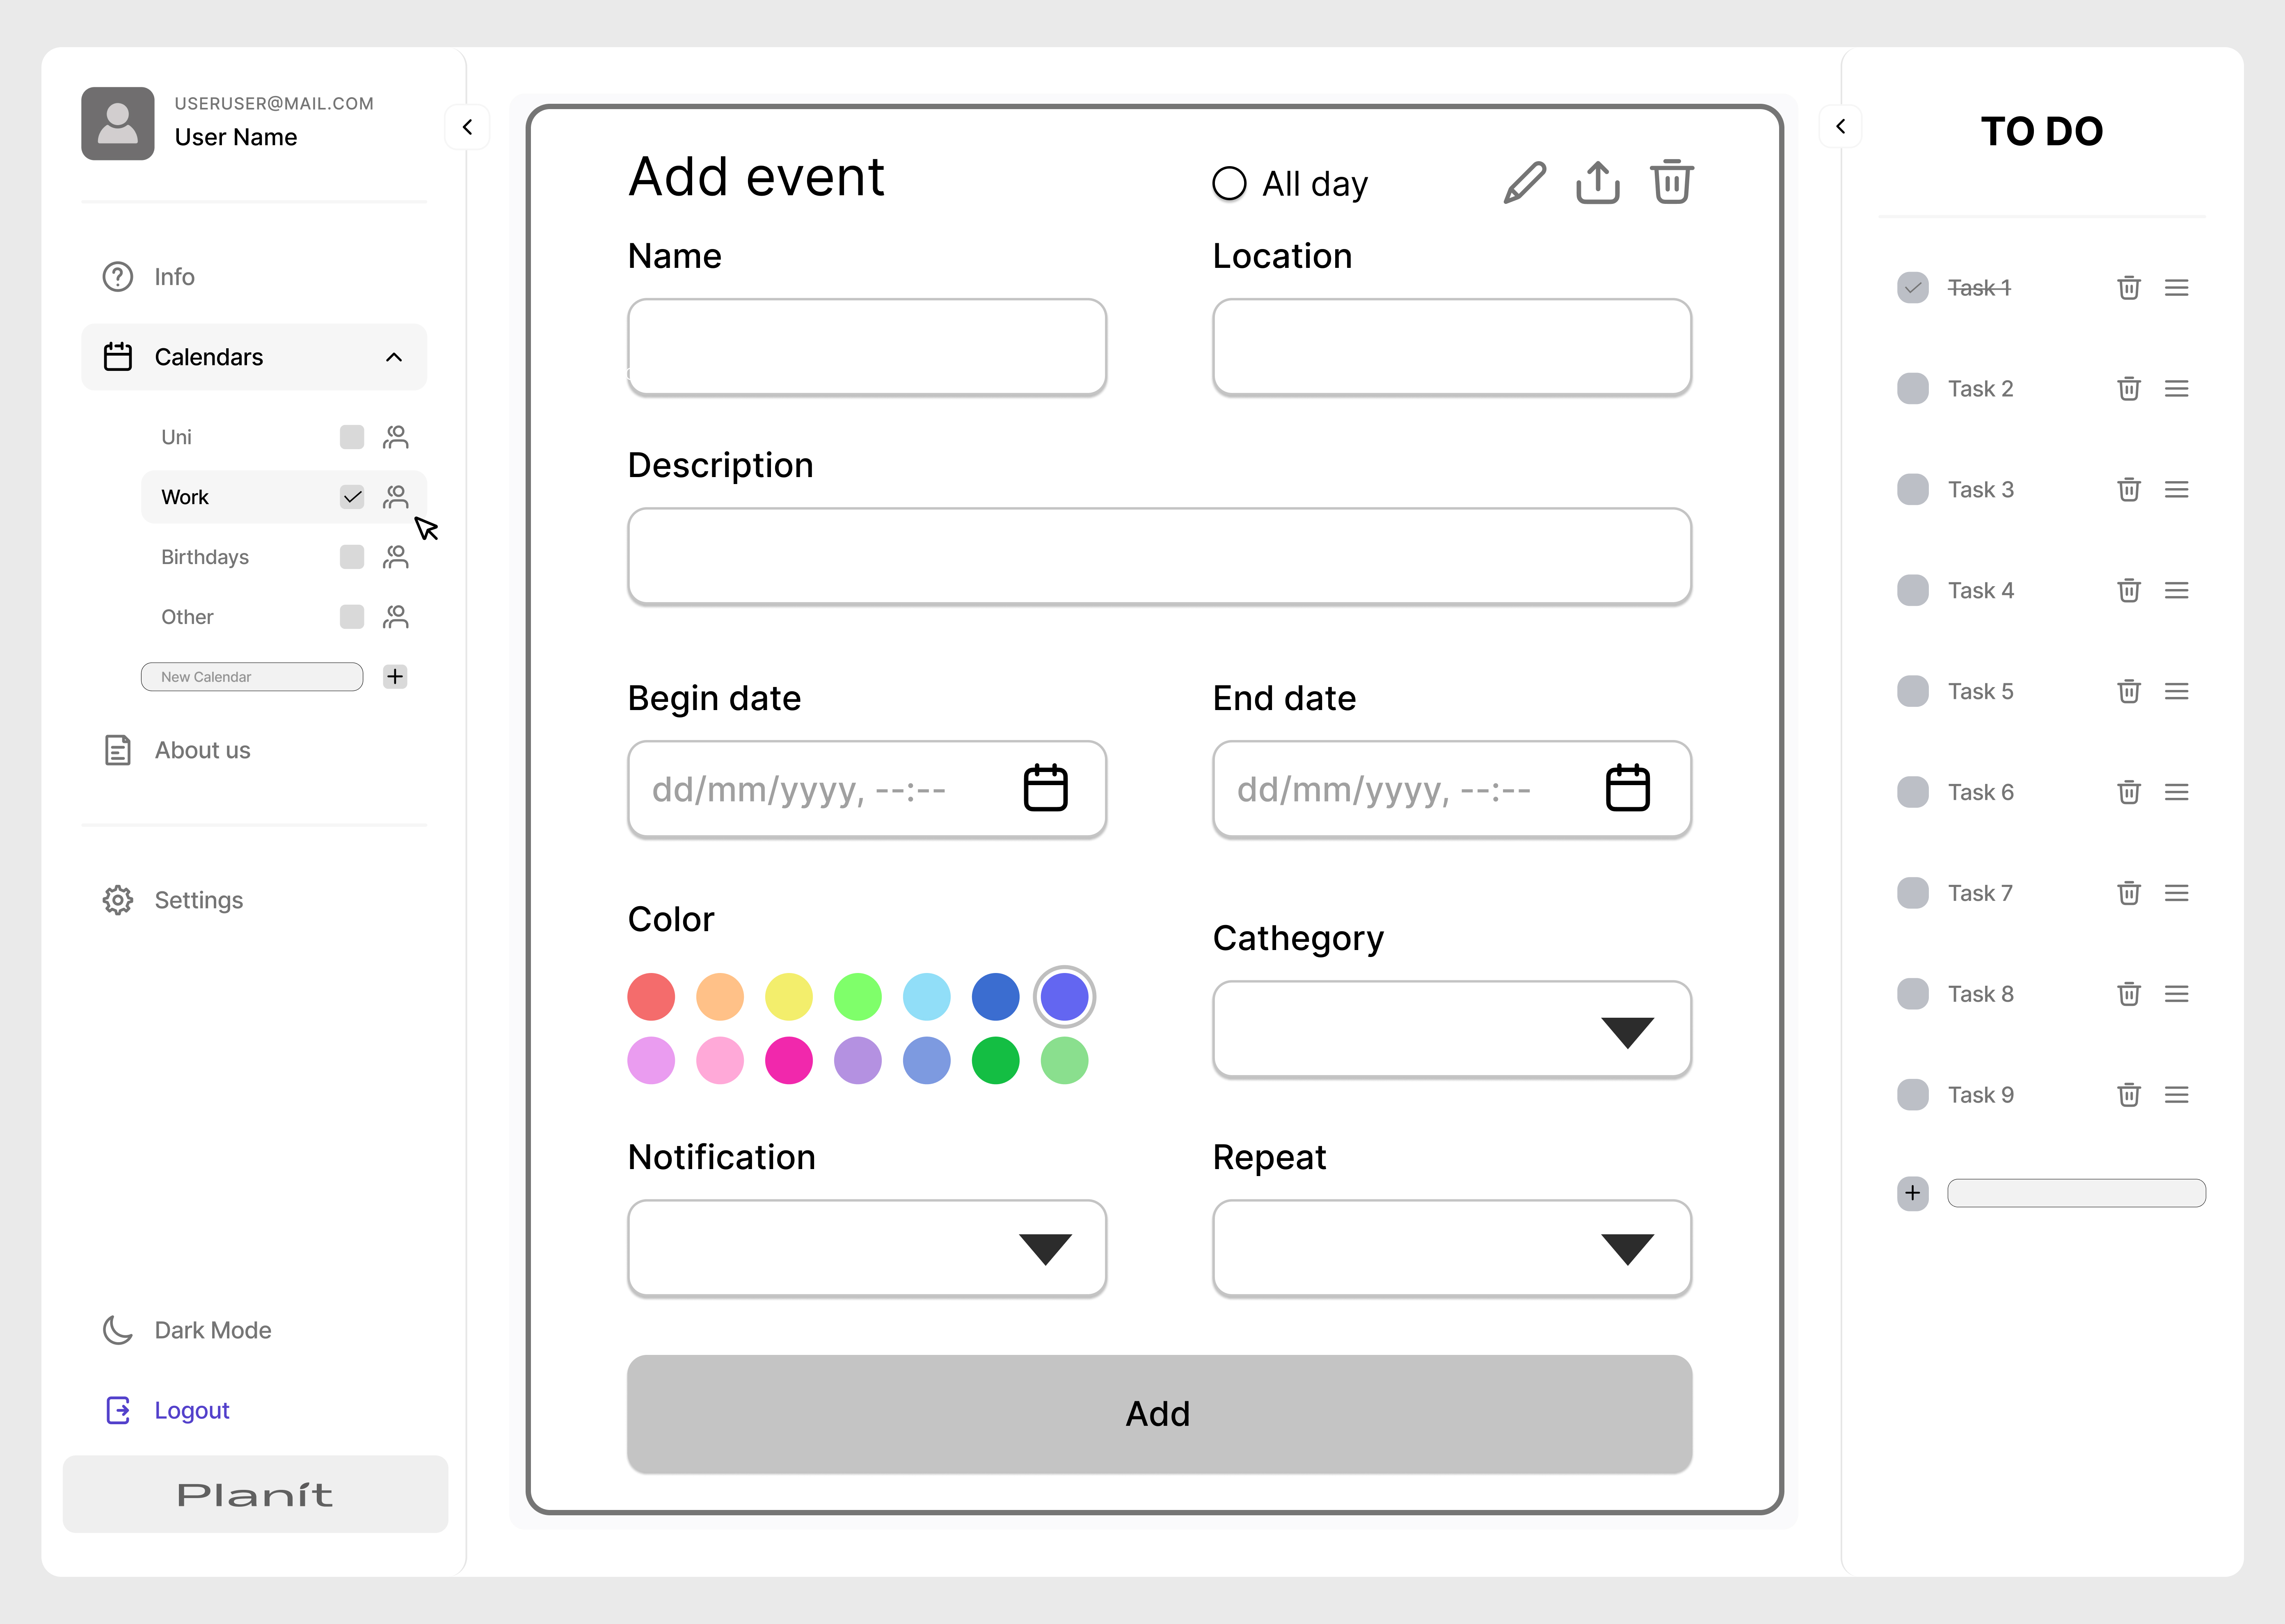 USERUSER@MAIL.COM
User Name
Info
Calendars
Uni
Work
Birthdays
Other
New Calendar
About us
Settings
Dark Mode
Logout
Planít
Add event
All day
Name
Location
Description
Begin date
End date
dd/mm/yyyy, --:--
dd/mm/yyyy, --:--
Color
Cathegory
Notification
Repeat
Add
TO DO
Task 1
Task 2
Task 3
Task 4
Task 5
Task 6
Task 7
Task 8
Task 9